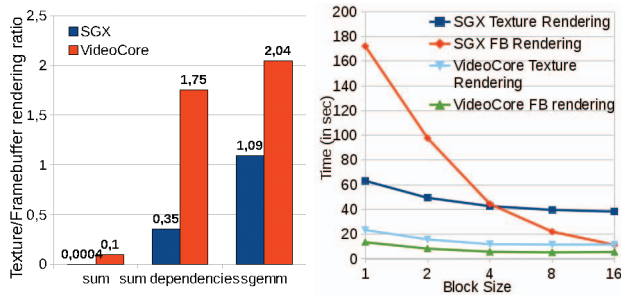 Texture/Framebuffer rendering ratio
2,5
2
1,5
1
0,5
0
SGX
VideoCore
0,0004
0,1
0,35
1,75
1,09
2,04
sum
sum dependencies
sgemm
Time (in sec)
200
180
160
140
120
100
80
60
40
20
0
SGX Texture Rendering
SGX FB Rendering
VideoCore Texture
Rendering
VideoCore FB rendering
1
2
4
8
16
Block Size